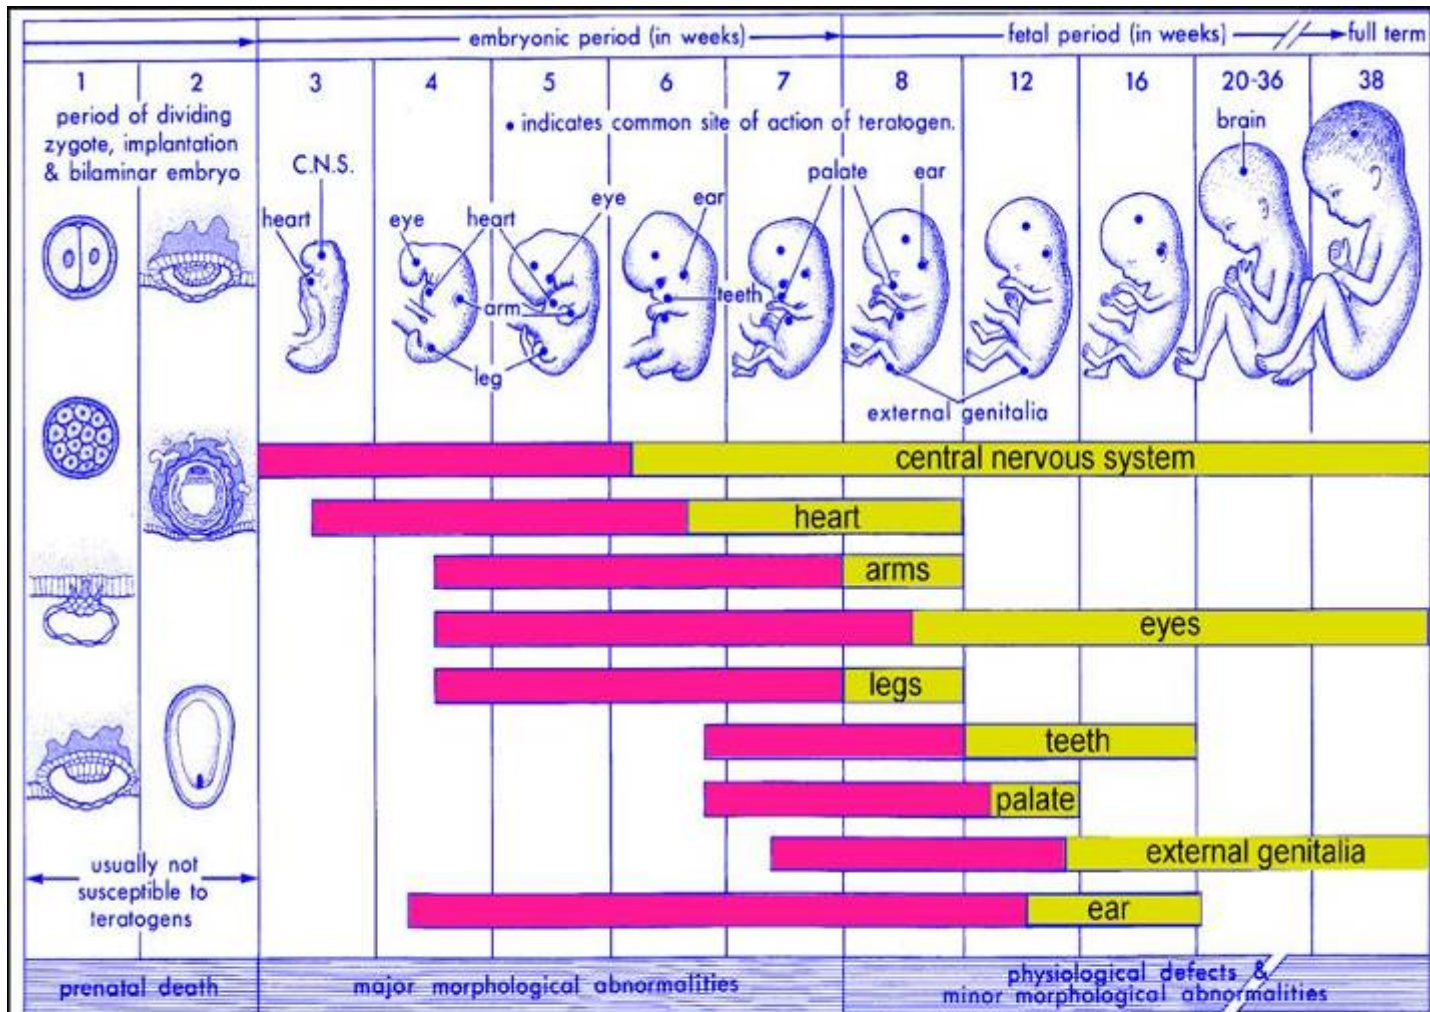 embryonic period (in weeks)
fetal period (in weeks)
full term
1
2
3
4
5
6
7
8
12
16
20-36
38
period of dividing
zygote, implantation
& bilaminar embryo
• indicates common site of action of teratogen.
C.N.S.
heart
eye
heart
eye
arm
leg
ear
teeth
palate
ear
brain
external genitalia
central nervous system
heart
arms
eyes
legs
teeth
palate
external genitalia
ear
usually not
susceptible to
teratogens
prenatal death
major morphological abnormalities
physiological defects &
minor morphological abnormalities